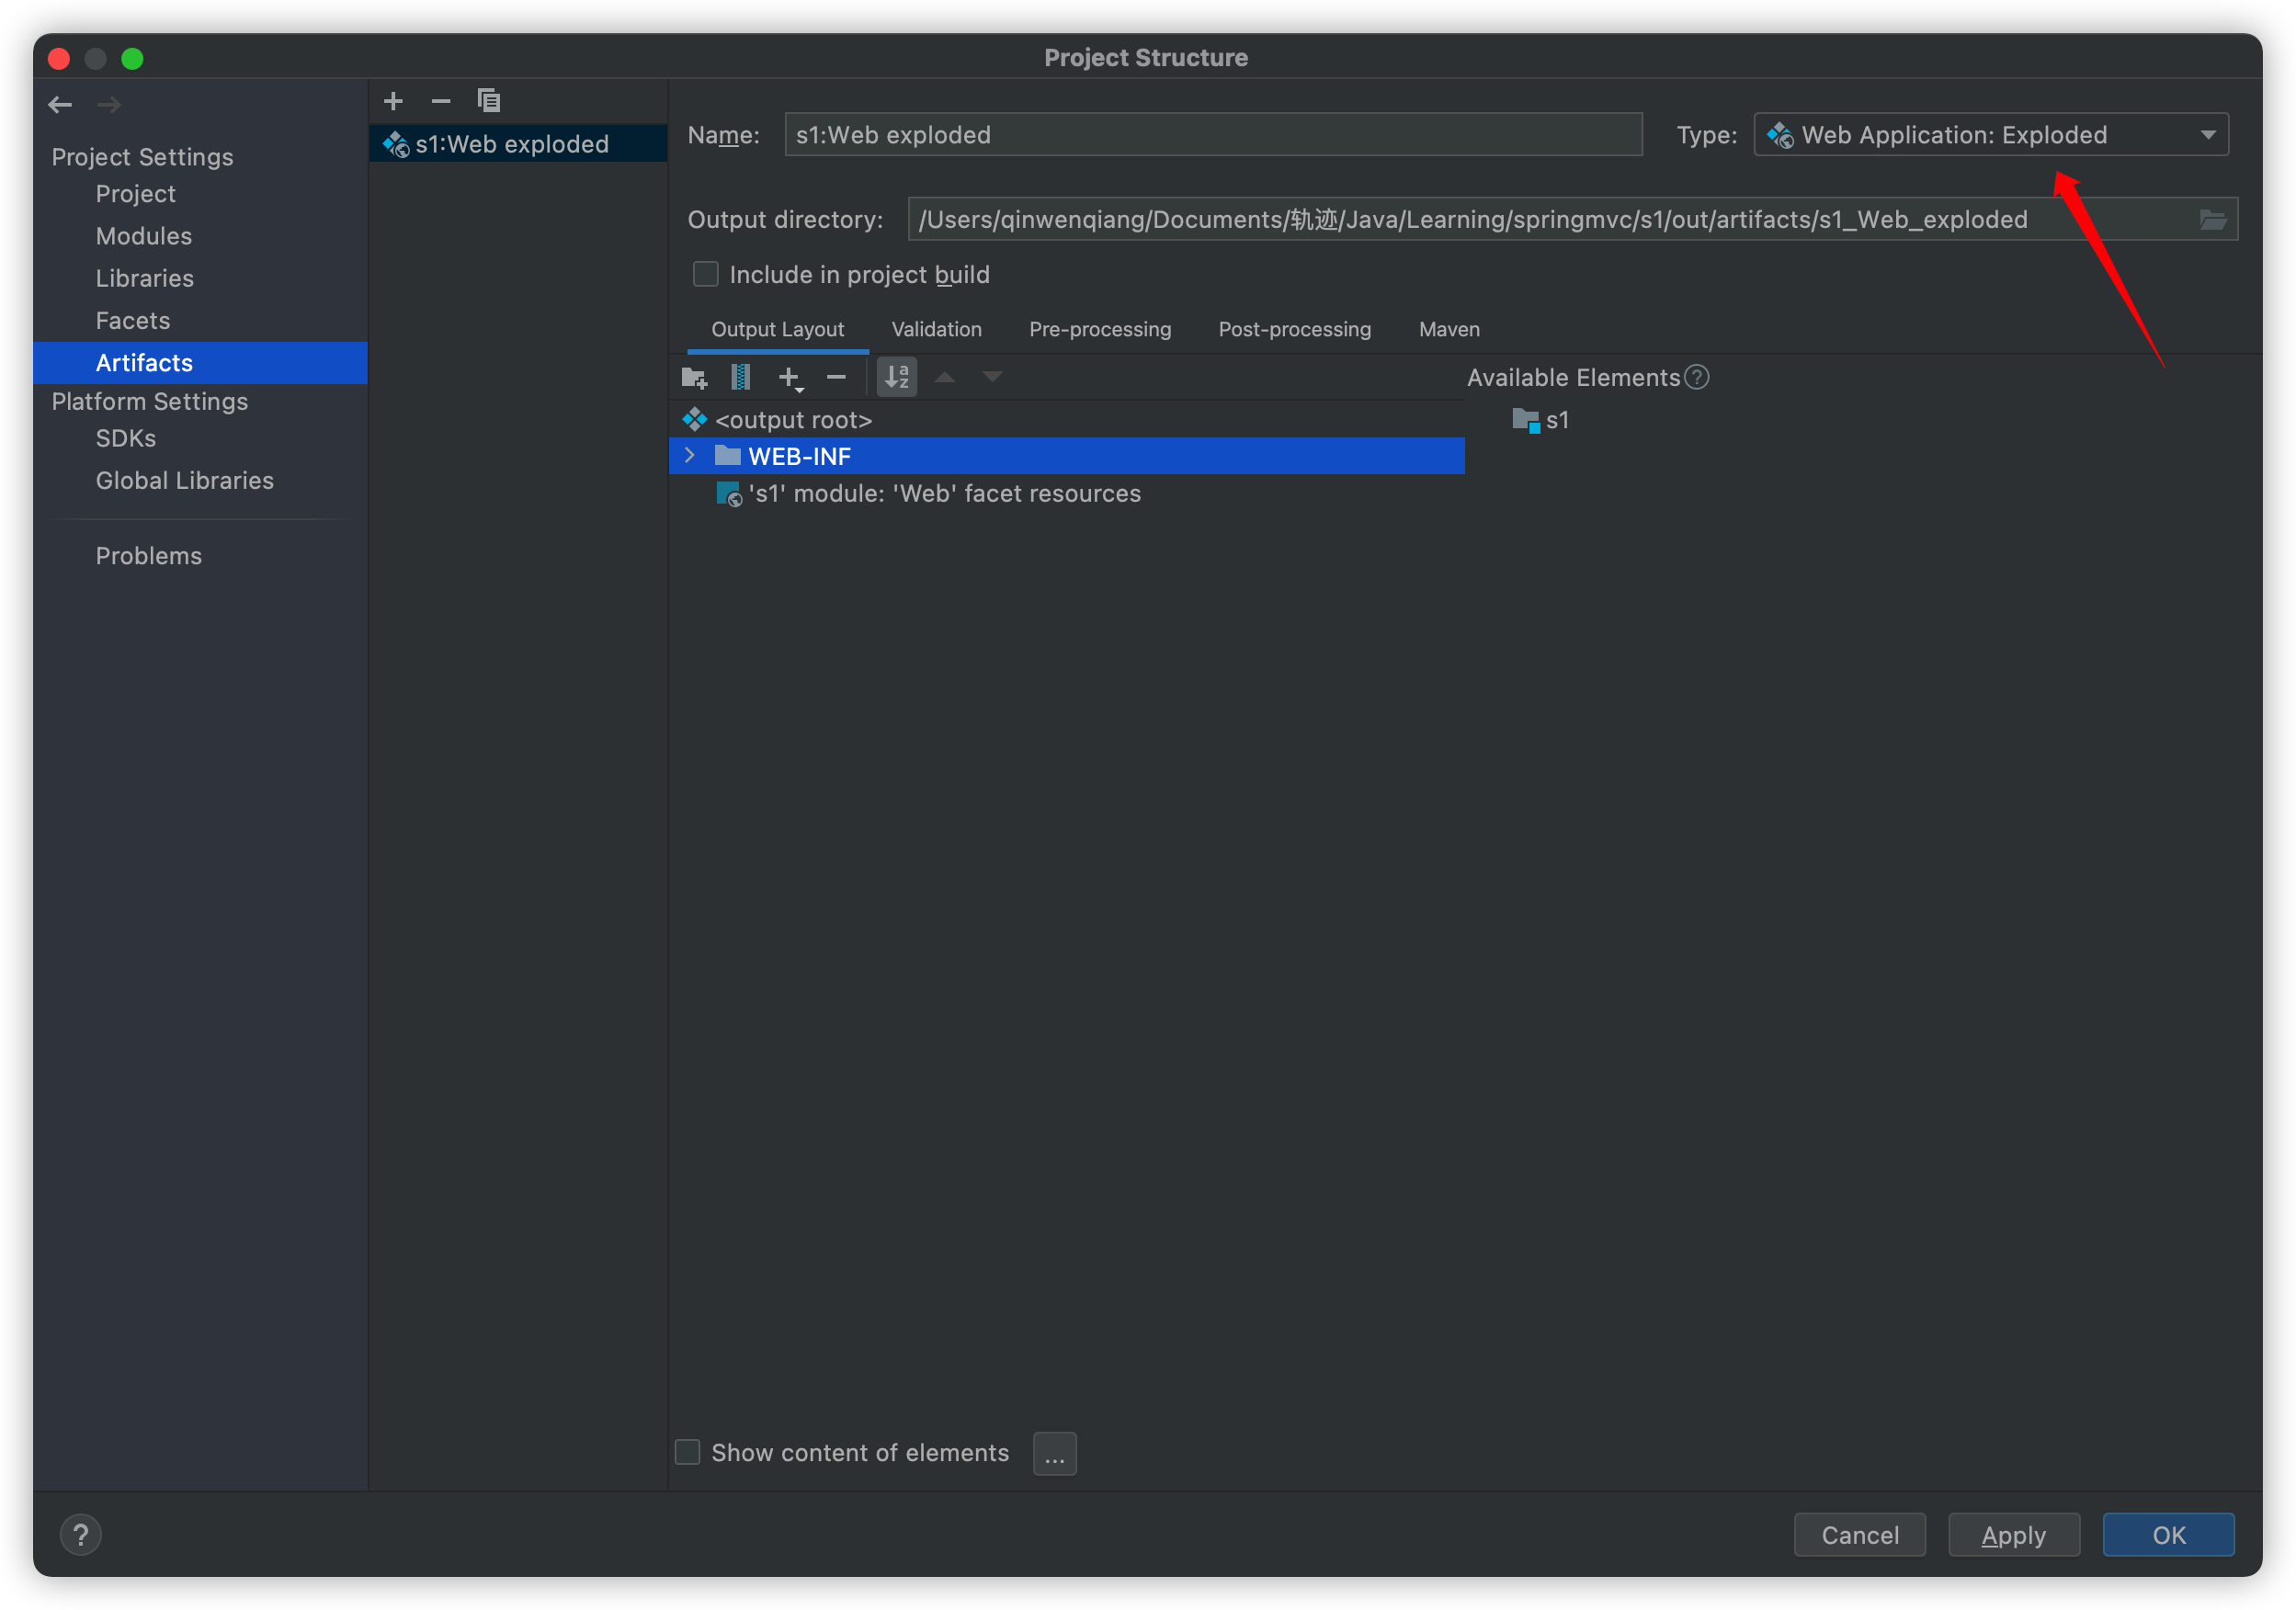 Project Structure
Project Settings
Project
Modules
Libraries
Facets
Artifacts
Platform Settings
SDKs
Global Libraries
Problems
s1:Web exploded
Name: s1:Web exploded Type: Web Application: Exploded
Output directory: /Users/qinwenqiang/Documents/轨迹/Java/Learning/springmvc/s1/out/artifacts/s1_Web_exploded
Include in project build
Output Layout Validation Pre-processing Post-processing Maven
Available Elements ?
<output root>
s1
WEB-INF
's1' module: 'Web' facet resources
Show content of elements ...
? Cancel Apply OK